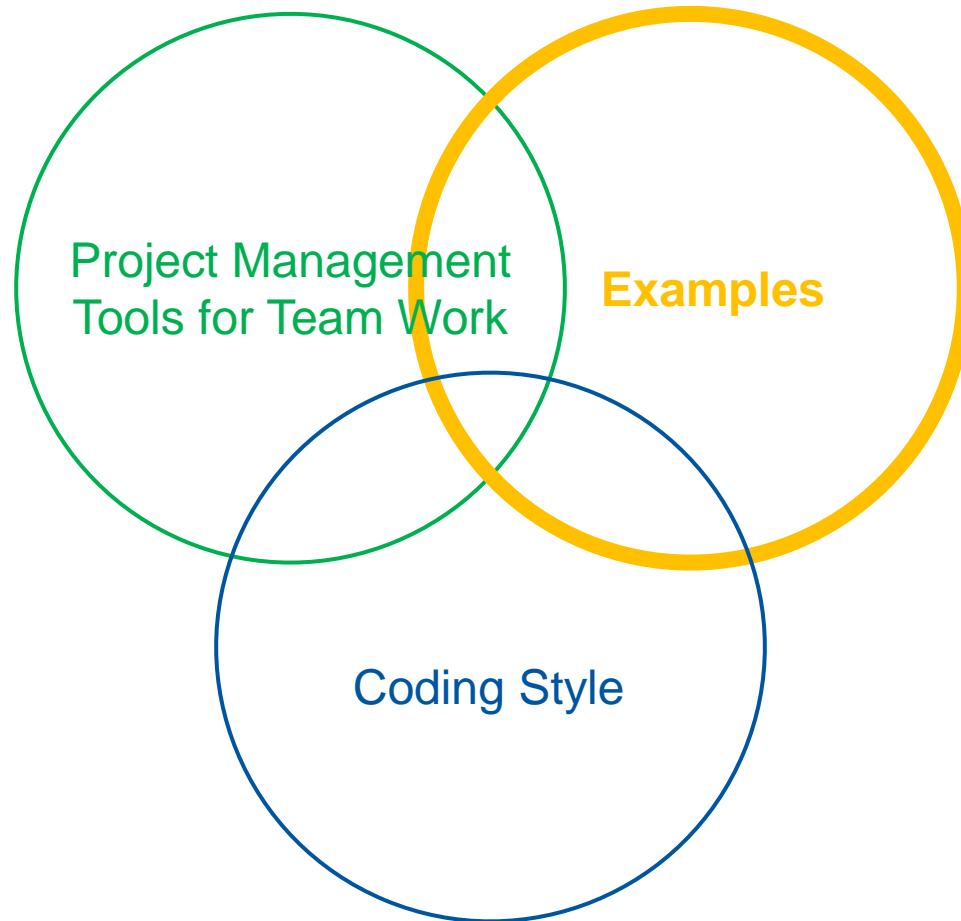 Project Management
Tools for Team Work
Examples
Coding Style